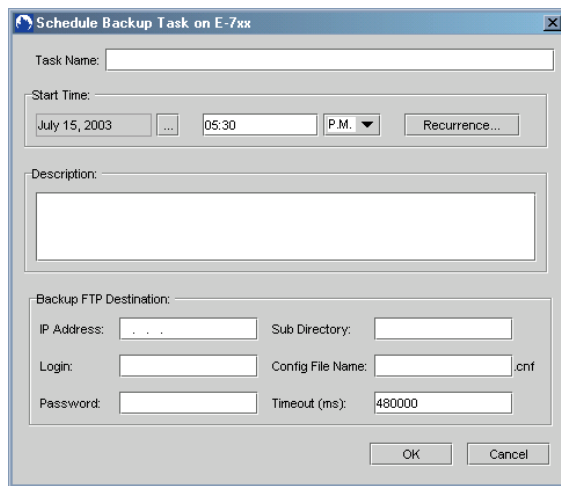 Schedule Backup Task on E-7xx
Task Name:
Start Time:
July 15, 2003 ... 05:30 P.M. Recurrence...
Description:
Backup FTP Destination:
IP Address: . . . Sub Directory:
Login: Config File Name: .cnf
Password: Timeout (ms): 480000
OK Cancel